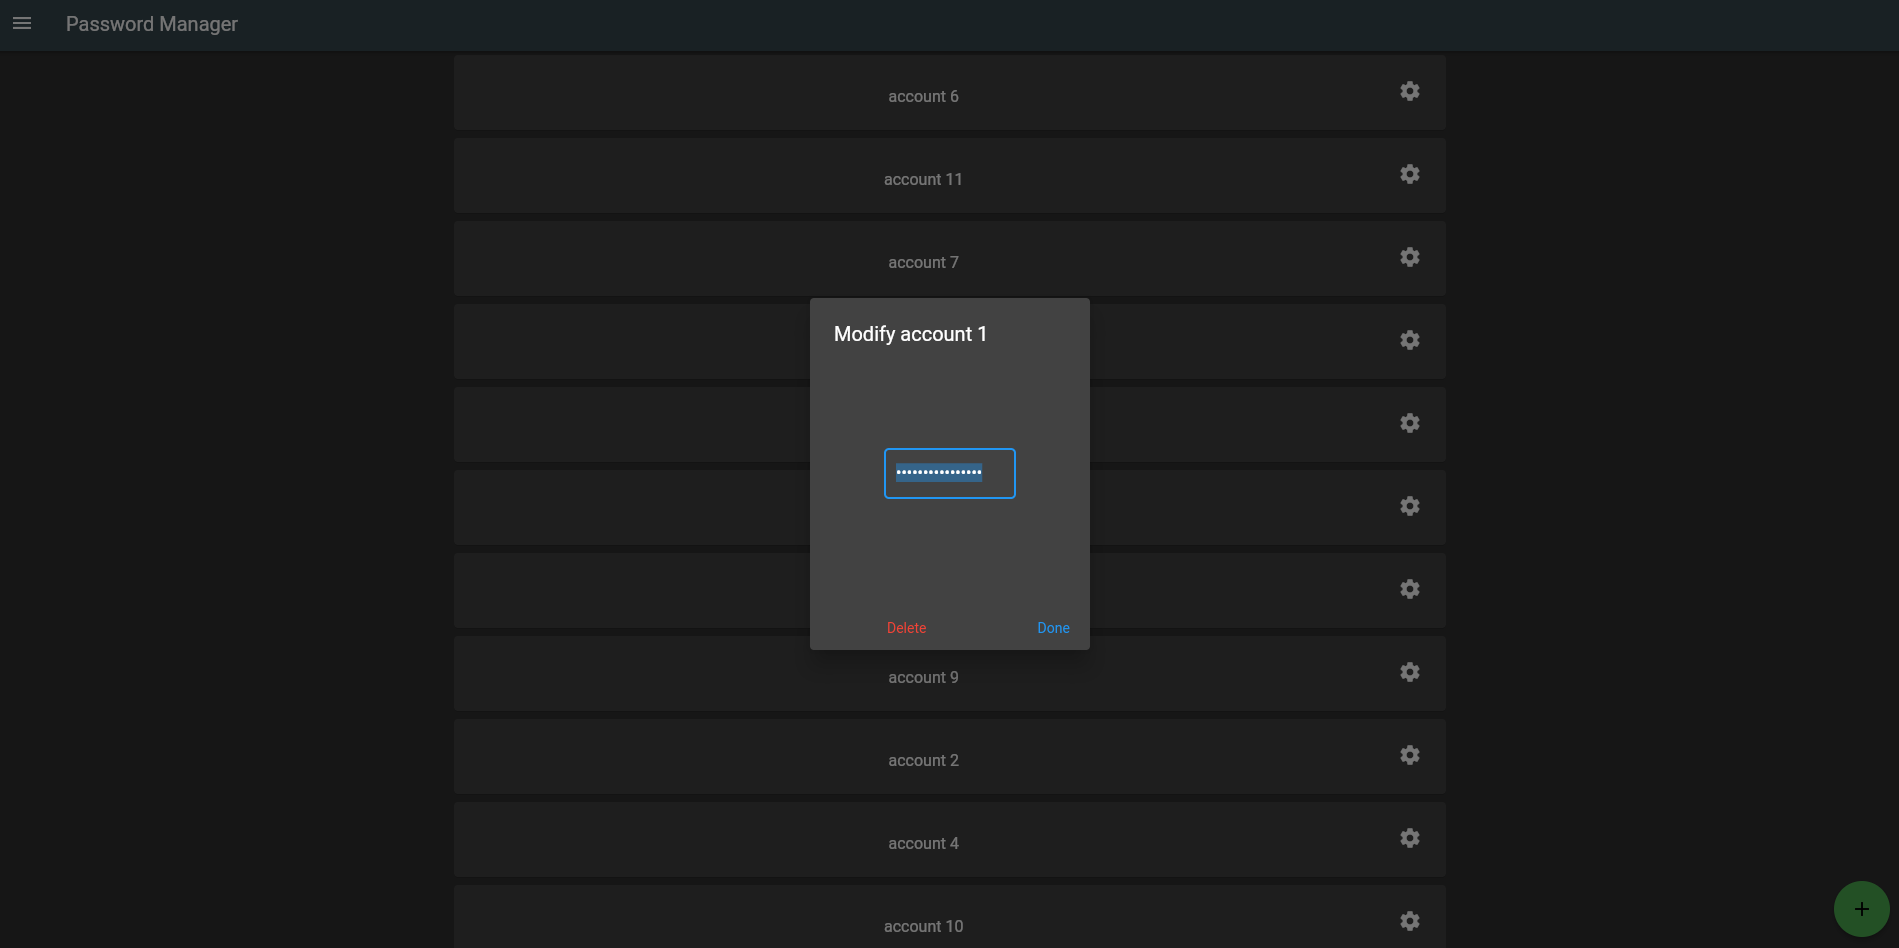 Password Manager
account 6
account 11
account 7
Modify account 1
••••••••••••••••
Delete
Done
account 9
account 2
account 4
account 10